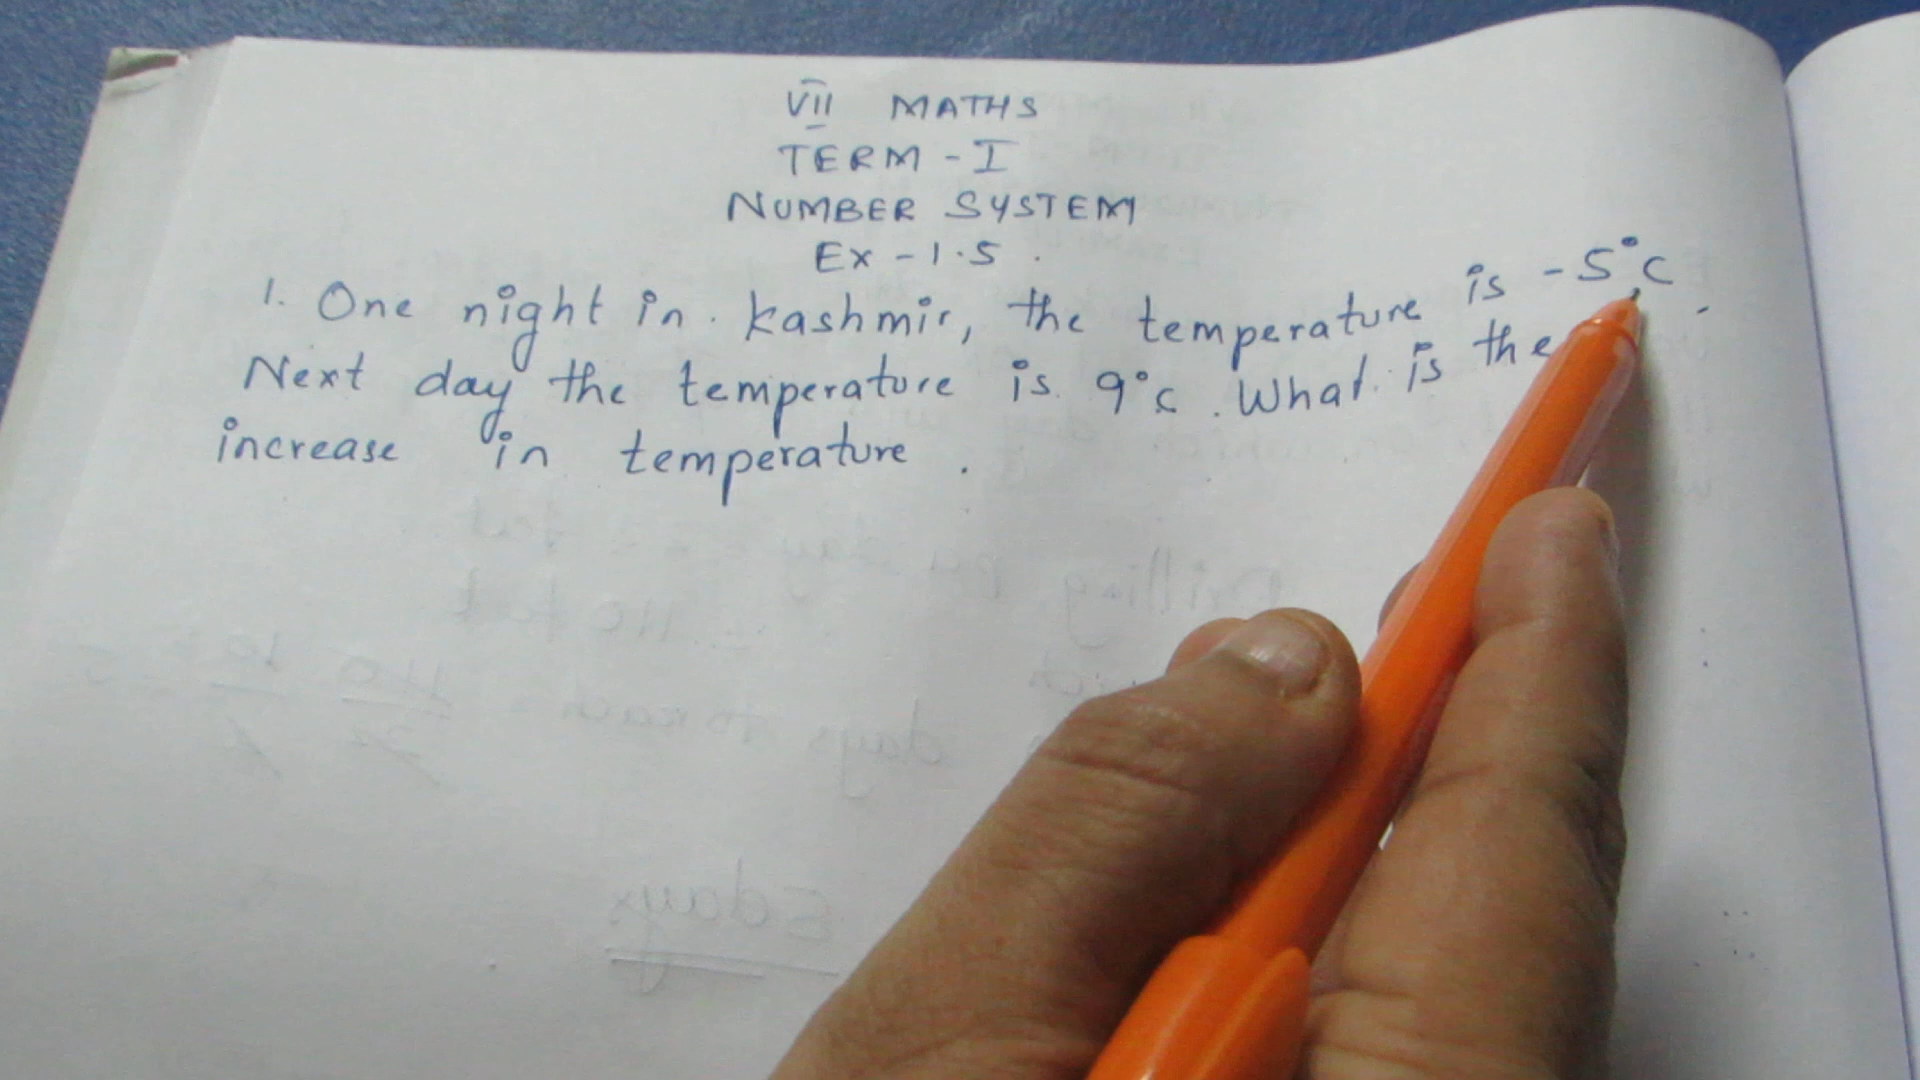 VII MATHS
TERM - I
NUMBER SYSTEM
Ex - 1.5
1. One night in kashmir, the temperature is -5°c.
Next day the temperature is 9°c. What is the
increase in temperature.